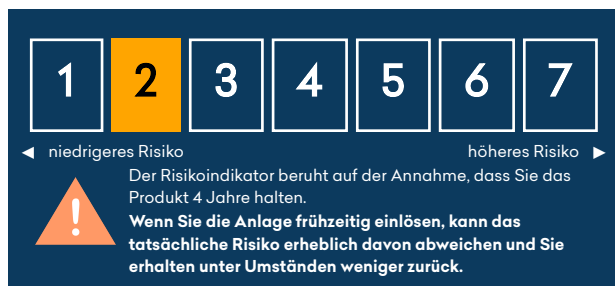 1 2 3 4 5 6 7
◄ niedrigeres Risiko höheres Risiko ►
Der Risikoindikator beruht auf der Annahme, dass Sie das
Produkt 4 Jahre halten.
Wenn Sie die Anlage frühzeitig einlösen, kann das
tatsächliche Risiko erheblich davon abweichen und Sie
erhalten unter Umständen weniger zurück.
!